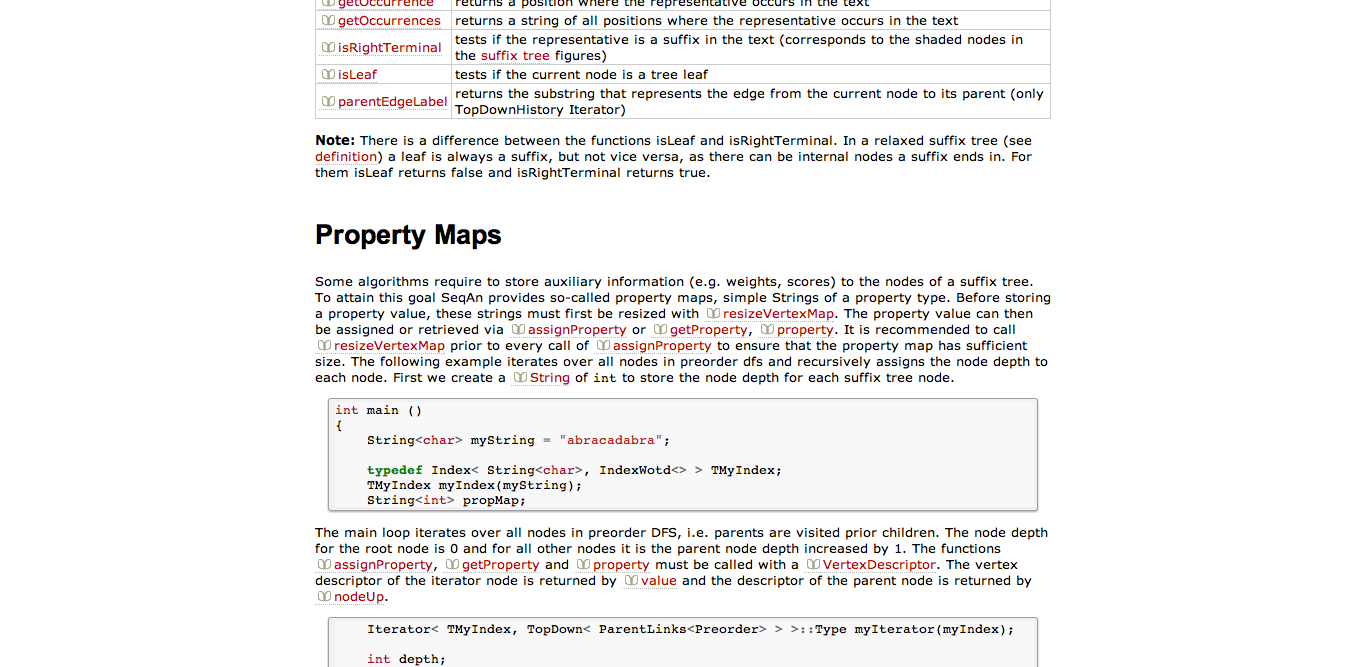 getOccurrence returns a position where the representative occurs in the text
getOccurrences returns a string of all positions where the representative occurs in the text
isRightTerminal tests if the representative is a suffix in the text (corresponds to the shaded nodes in
the suffix tree figures)
isLeaf tests if the current node is a tree leaf
parentEdgeLabel returns the substring that represents the edge from the current node to its parent (only
TopDownHistory Iterator)
Note: There is a difference between the functions isLeaf and isRightTerminal. In a relaxed suffix tree (see
definition) a leaf is always a suffix, but not vice versa, as there can be internal nodes a suffix ends in. For
them isLeaf returns false and isRightTerminal returns true.
Property Maps
Some algorithms require to store auxiliary information (e.g. weights, scores) to the nodes of a suffix tree.
To attain this goal SeqAn provides so-called property maps, simple Strings of a property type. Before storing
a property value, these strings must first be resized with resizeVertexMap. The property value can then
be assigned or retrieved via assignProperty or getProperty, property. It is recommended to call
resizeVertexMap prior to every call of assignProperty to ensure that the property map has sufficient
size. The following example iterates over all nodes in preorder dfs and recursively assigns the node depth to
each node. First we create a String of int to store the node depth for each suffix tree node.
int main ()
{
String<char> myString = "abracadabra";
typedef Index< String<char>, IndexWotd<> > TMyIndex;
TMyIndex myIndex(myString);
String<int> propMap;
The main loop iterates over all nodes in preorder DFS, i.e. parents are visited prior children. The node depth
for the root node is 0 and for all other nodes it is the parent node depth increased by 1. The functions
assignProperty, getProperty and property must be called with a VertexDescriptor. The vertex
descriptor of the iterator node is returned by value and the descriptor of the parent node is returned by
nodeUp.
Iterator< TMyIndex, TopDown< ParentLinks<Preorder> > >::Type myIterator(myIndex);
int depth;